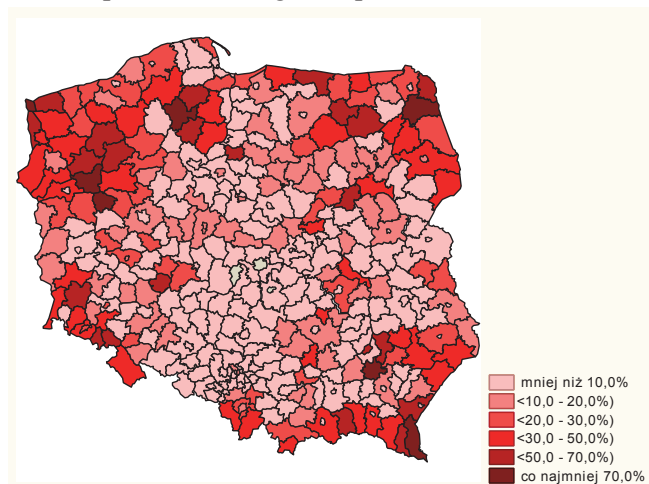 mniej niż 10,0%
<10,0 - 20,0%)
<20,0 - 30,0%)
<30,0 - 50,0%)
<50,0 - 70,0%)
co najmniej 70,0%